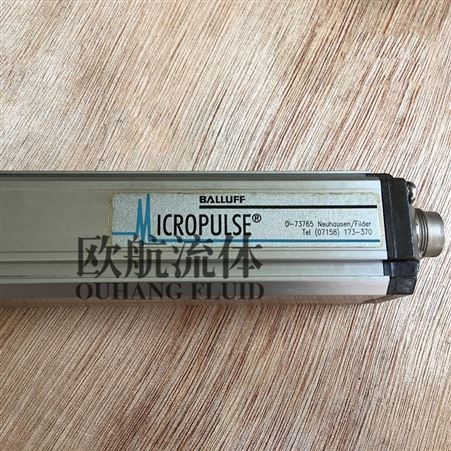 BALLUFF
MICROPULSE®
D-73765 Neuhausen/Filder
Tel (07158) 173-370
欧航流体
OUHANG FLUID